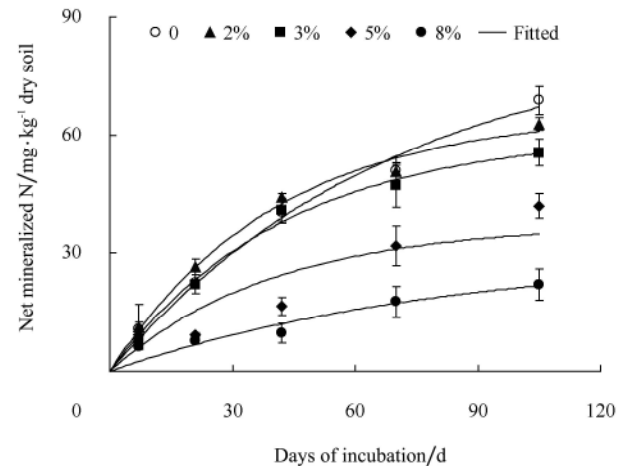 90
0 2% 3% 5% 8% Fitted
60
30
0 30 60 90 120
Net mineralized N/mg·kg⁻¹ dry soil
Days of incubation/d